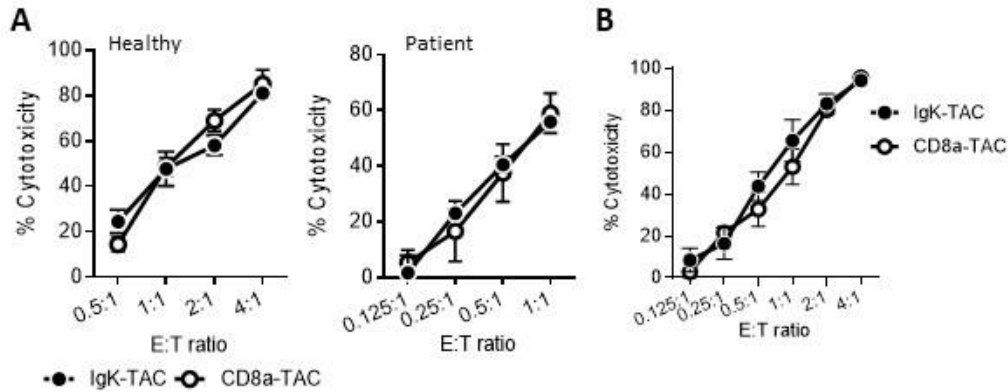 A
Healthy
% Cytotoxicity
100
80
60
40
20
0
0.5:1
1:1
2:1
4:1
E:T ratio
Patient
% Cytotoxicity
80
60
40
20
0
0.125:1
0.25:1
0.5:1
1:1
E:T ratio
IgK-TAC CD8a-TAC
B
% Cytotoxicity
100
80
60
40
20
0
0.125:1
0.25:1
0.5:1
1:1
2:1
4:1
E:T ratio
IgK-TAC
CD8a-TAC